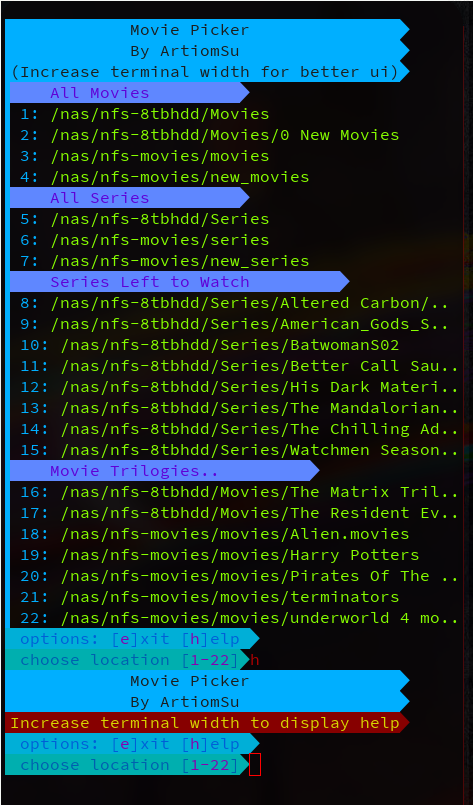 Movie Picker
By ArtiomSu
(Increase terminal width for better ui)
All Movies
1: /nas/nfs-8tbhdd/Movies
2: /nas/nfs-8tbhdd/Movies/0 New Movies
3: /nas/nfs-movies/movies
4: /nas/nfs-movies/new_movies
All Series
5: /nas/nfs-8tbhdd/Series
6: /nas/nfs-movies/series
7: /nas/nfs-movies/new_series
Series Left to Watch
8: /nas/nfs-8tbhdd/Series/Altered Carbon/..
9: /nas/nfs-8tbhdd/Series/American_Gods_S..
10: /nas/nfs-8tbhdd/Series/BatwomanS02
11: /nas/nfs-8tbhdd/Series/Better Call Sau..
12: /nas/nfs-8tbhdd/Series/His Dark Materi..
13: /nas/nfs-8tbhdd/Series/The Mandalorian..
14: /nas/nfs-8tbhdd/Series/The Chilling Ad..
15: /nas/nfs-8tbhdd/Series/Watchmen Season..
Movie Trilogies..
16: /nas/nfs-8tbhdd/Movies/The Matrix Tril..
17: /nas/nfs-8tbhdd/Movies/The Resident Ev..
18: /nas/nfs-movies/movies/Alien.movies
19: /nas/nfs-movies/movies/Harry Potters
20: /nas/nfs-movies/movies/Pirates Of The ..
21: /nas/nfs-movies/movies/terminators
22: /nas/nfs-movies/movies/underworld 4 mo..
options: [e]xit [h]elp
choose location [1-22] h
Movie Picker
By ArtiomSu
Increase terminal width to display help
options: [e]xit [h]elp
choose location [1-22]